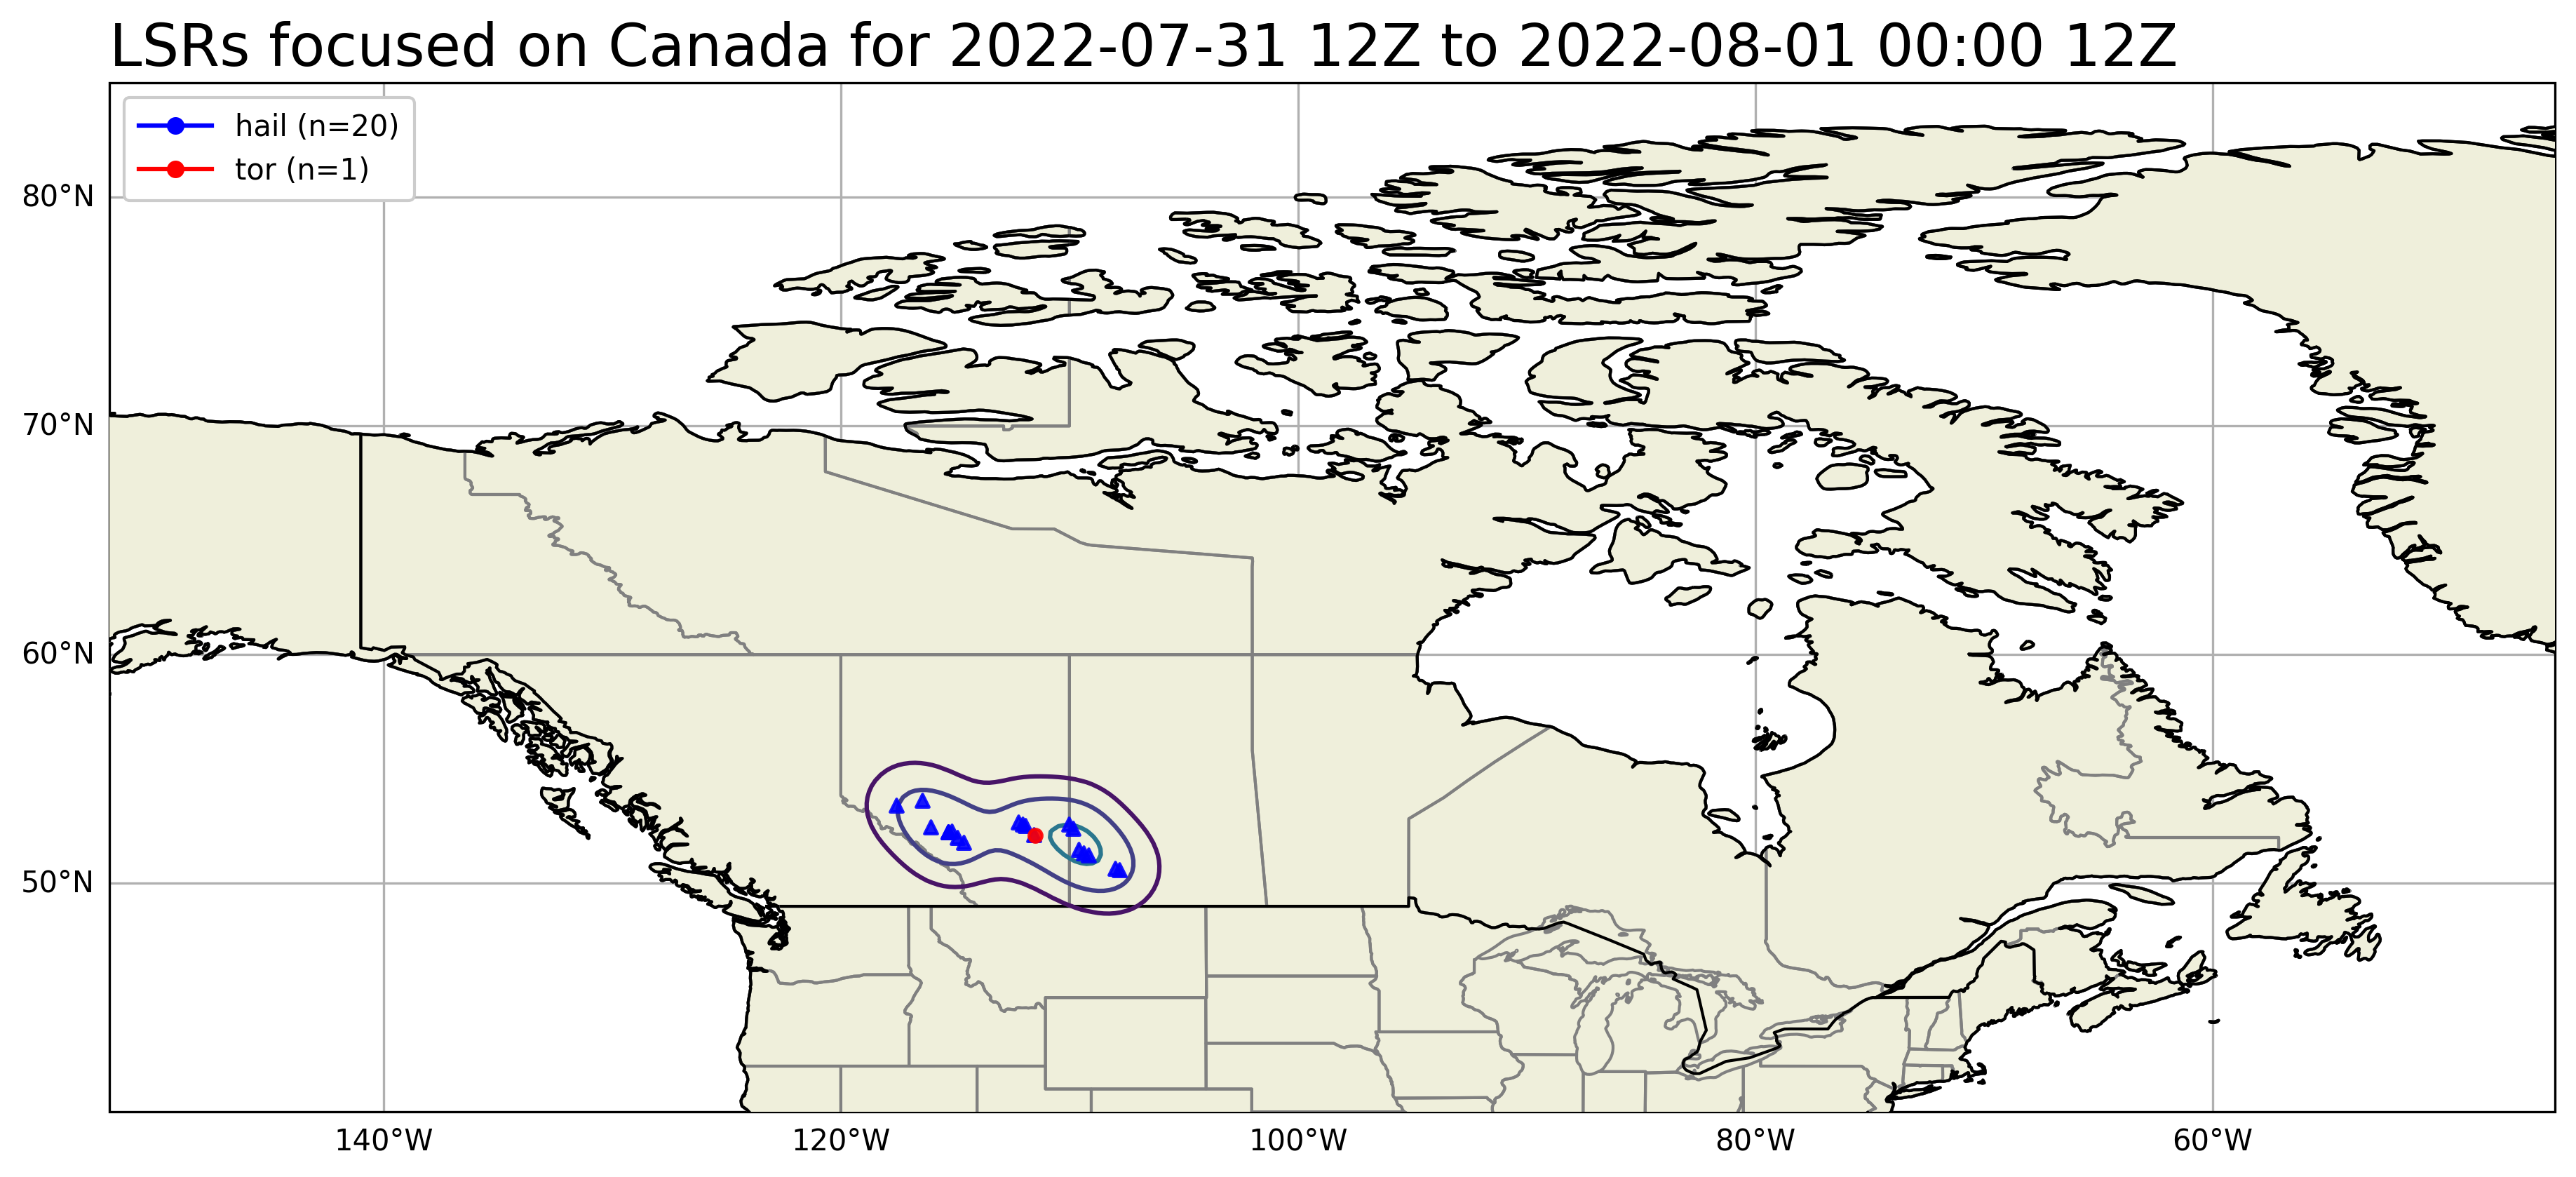 LSRs focused on Canada for 2022-07-31 12Z to 2022-08-01 00:00 12Z
hail (n=20)
tor (n=1)
80°N
70°N
60°N
50°N
140°W
120°W
100°W
80°W
60°W